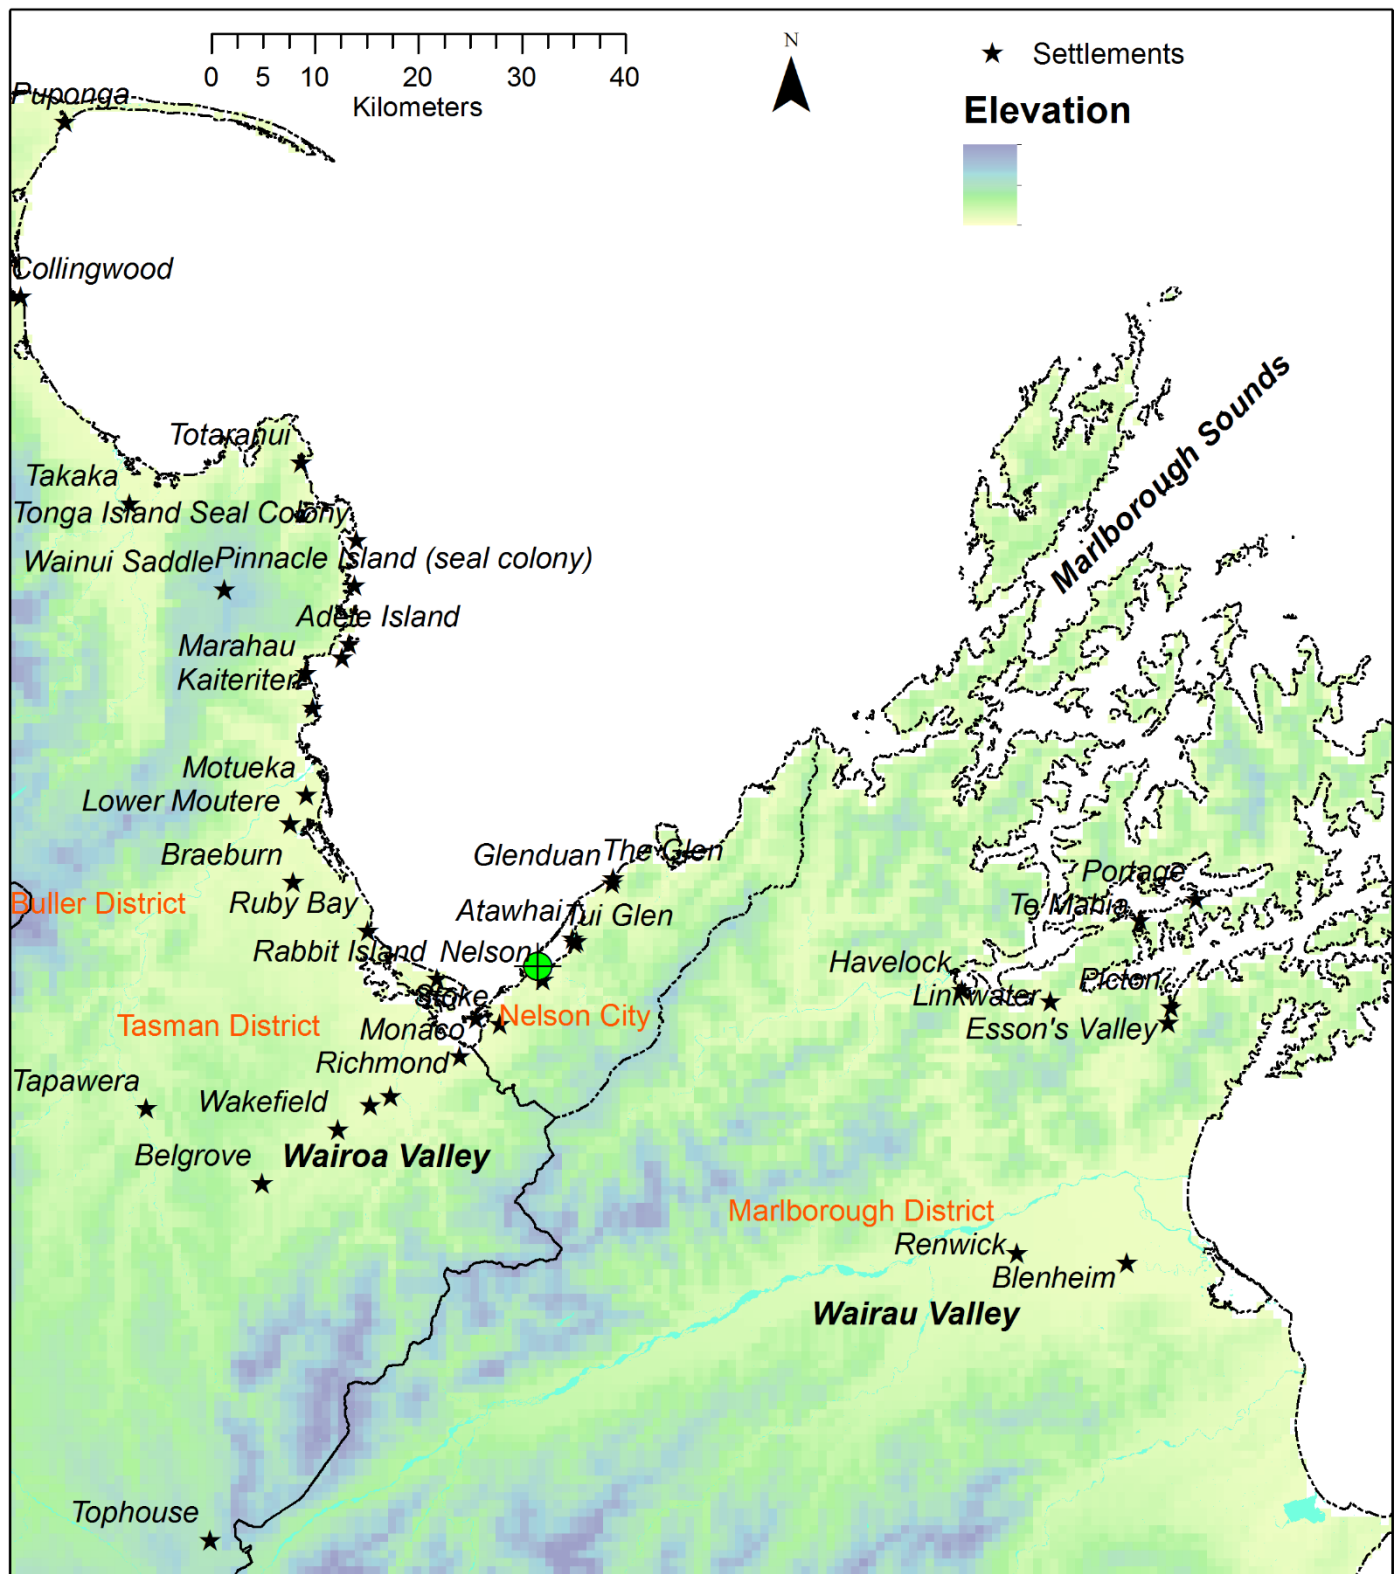 N
★ Settlements
0 5 10 20 30 40
Kilometers
Elevation
Puponga
Collingwood
Marlborough Sounds
Totaranui
Takaka
Tonga Island Seal Colony
Wainui Saddle
Pinnacle Island (seal colony)
Adele Island
Marahau
Kaiteriteri
Motueka
Lower Moutere
Braeburn
Glenduan
The Glen
Portage
Buller District
Ruby Bay
Atawhai
Tui Glen
Te Mahia
Rabbit Island
Nelson
Havelock
Picton
Stoke
Linkwater
Nelson City
Tasman District
Monaco
Esson's Valley
Richmond
Tapawera
Wakefield
Belgrove
Wairoa Valley
Marlborough District
Renwick
Blenheim
Wairau Valley
Tophouse